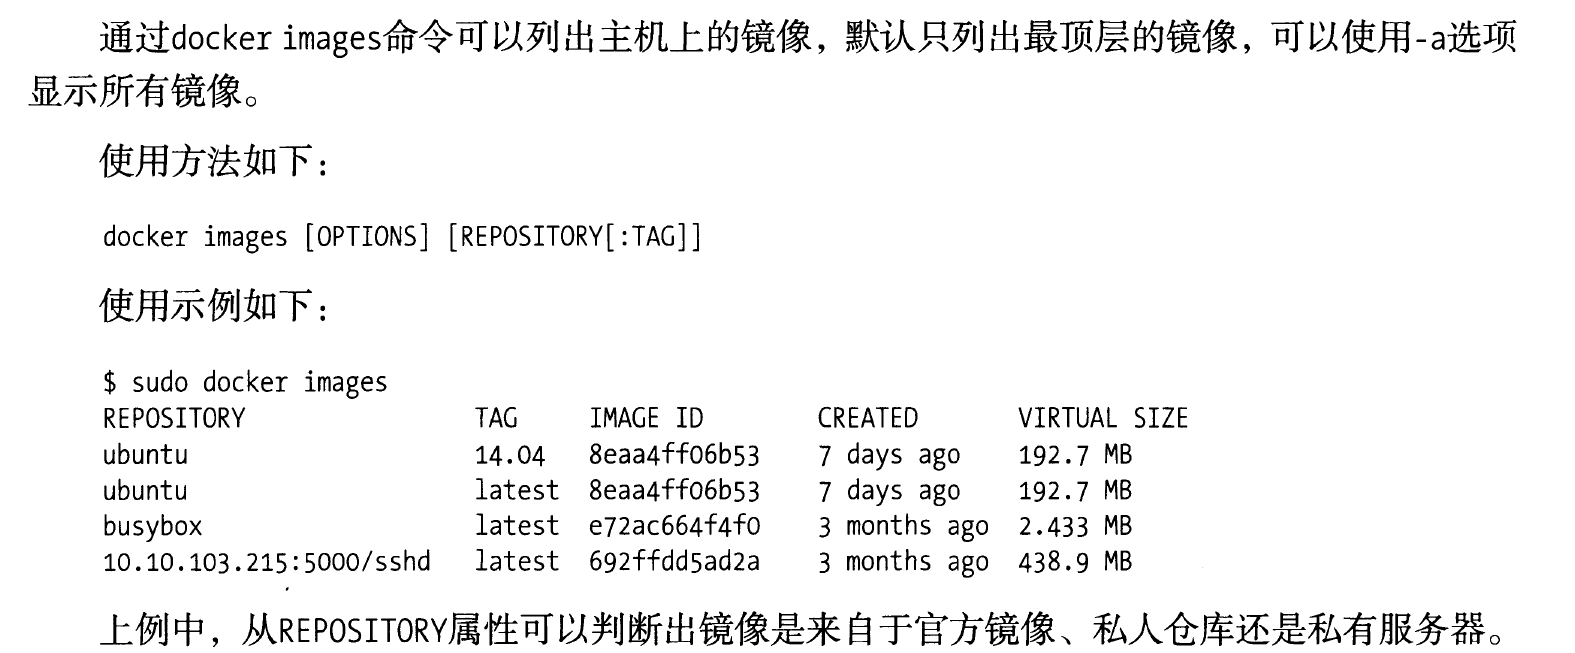 通过docker images命令可以列出主机上的镜像，默认只列出最顶层的镜像，可以使用-a选项
显示所有镜像。
使用方法如下：
docker images [OPTIONS] [REPOSITORY[:TAG]]
使用示例如下：
$ sudo docker images
REPOSITORY TAG IMAGE ID CREATED VIRTUAL SIZE
ubuntu 14.04 8eaa4ff06b53 7 days ago 192.7 MB
ubuntu latest 8eaa4ff06b53 7 days ago 192.7 MB
busybox latest e72ac664f4f0 3 months ago 2.433 MB
10.10.103.215:5000/sshd latest 692ffdd5ad2a 3 months ago 438.9 MB
上例中，从REPOSITORY属性可以判断出镜像是来自于官方镜像、私人仓库还是私有服务器。